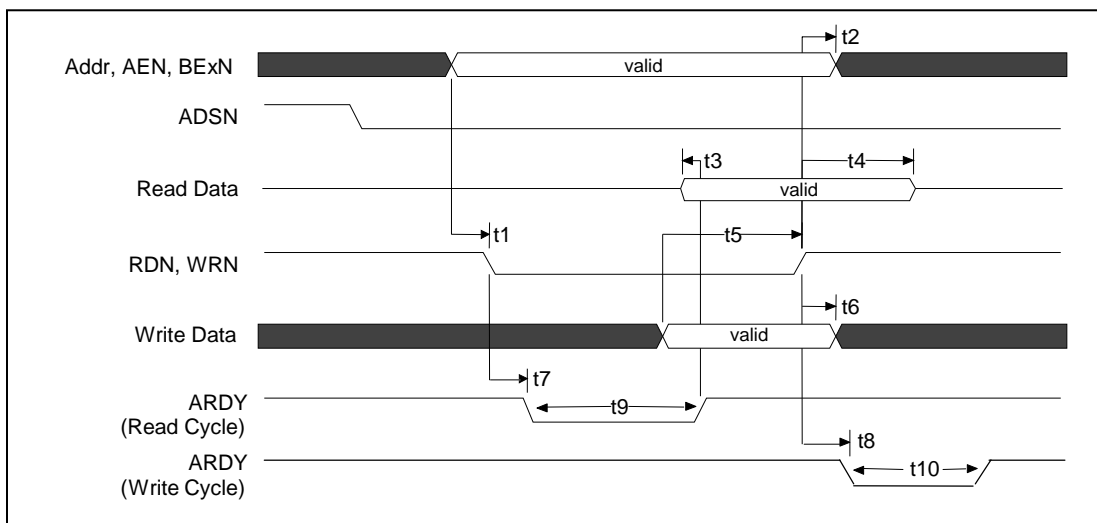 t2
Addr, AEN, BExN
valid
ADSN
t3
t4
Read Data
valid
t1
t5
RDN, WRN
t6
Write Data
valid
t7
ARDY
(Read Cycle)
t9
t8
ARDY
(Write Cycle)
t10